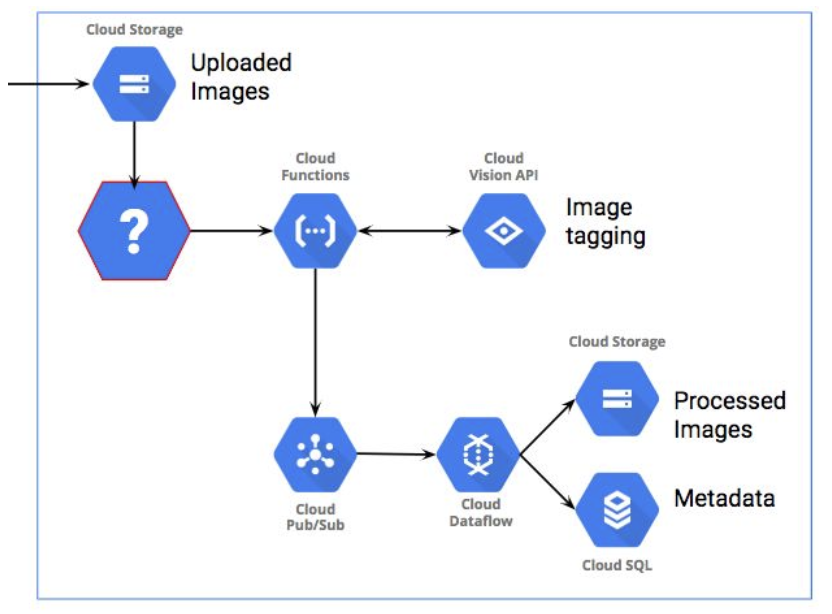 Cloud Storage
Uploaded
Images
?
Cloud
Functions
Cloud
Vision API
Image
tagging
Cloud Storage
Processed
Images
Cloud
Pub/Sub
Cloud
Dataflow
Metadata
Cloud SQL